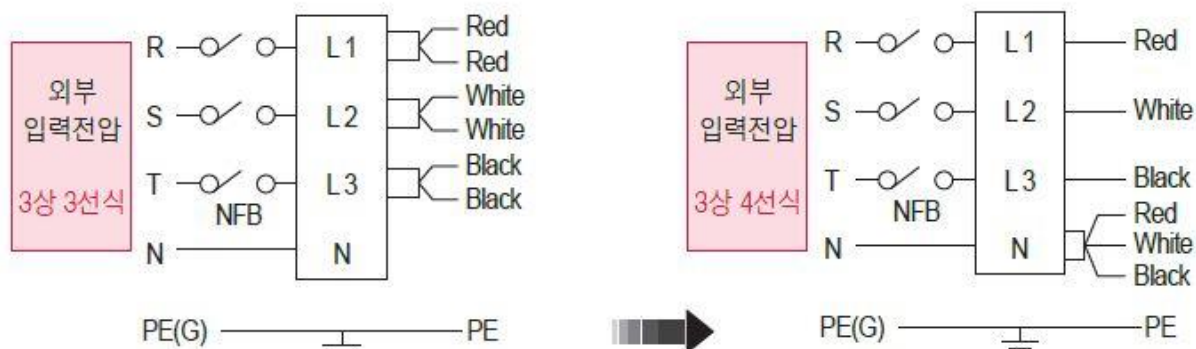 외부
입력전압
3상 3선식
R
L1
Red
Red
S
L2
White
White
T
NFB
L3
Black
Black
N
N
PE(G)
PE
외부
입력전압
3상 4선식
R
L1
Red
S
L2
White
T
NFB
L3
Black
N
N
Red
White
Black
PE(G)
PE